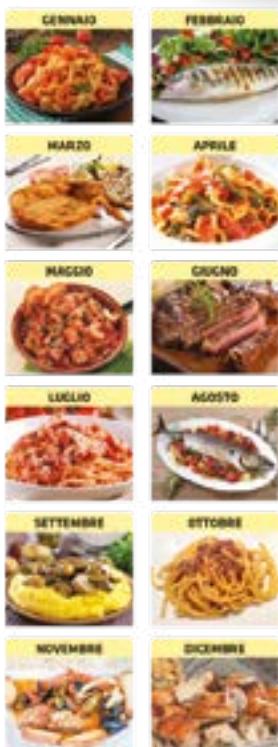 GENNAIO
FEBBRAIO
MARZO
APRILE
MAGGIO
GIUGNO
LUGLIO
AGOSTO
SETTEMBRE
OTTOBRE
NOVEMBRE
DICEMBRE